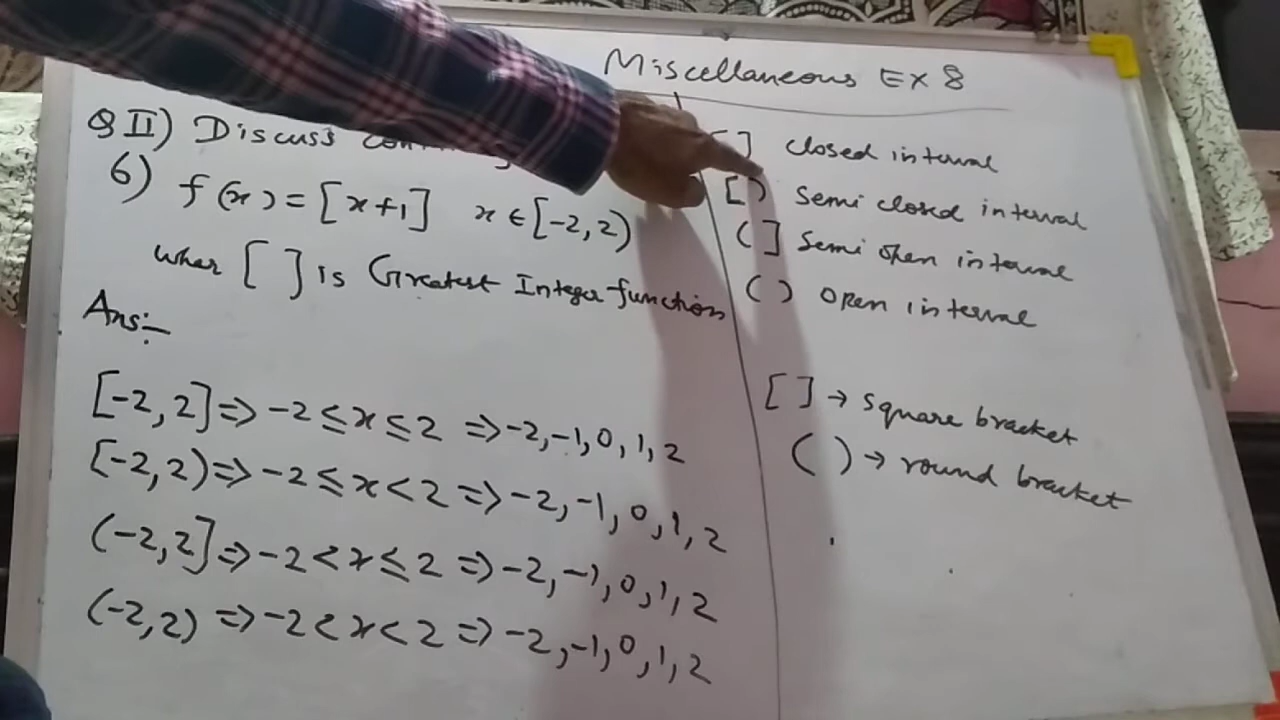 Miscellaneous Ex 8
Q II) Discuss
6) f(x) = [x+1] x ∈ [-2, 2)
wher [ ] is Greatest Integer function
Ans:-
[-2, 2] ⇒ -2 ≤ x ≤ 2 ⇒ -2, -1, 0, 1, 2
[-2, 2) ⇒ -2 ≤ x < 2 ⇒ -2, -1, 0, 1, 2
(-2, 2] ⇒ -2 < x ≤ 2 ⇒ -2, -1, 0, 1, 2
(-2, 2) ⇒ -2 < x < 2 ⇒ -2, -1, 0, 1, 2
[ ] closed interval
[ ) semi closed interval
( ] semi open interval
( ) open interval
[ ] → square bracket
( ) → round bracket